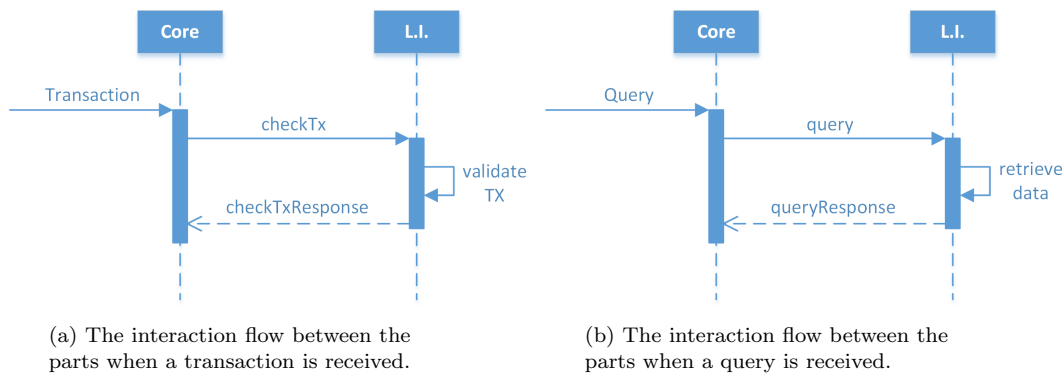 Core
L.I.
Transaction
checkTx
validate
TX
checkTxResponse
(a) The interaction flow between the
parts when a transaction is received.
Core
L.I.
Query
query
retrieve
data
queryResponse
(b) The interaction flow between the
parts when a query is received.